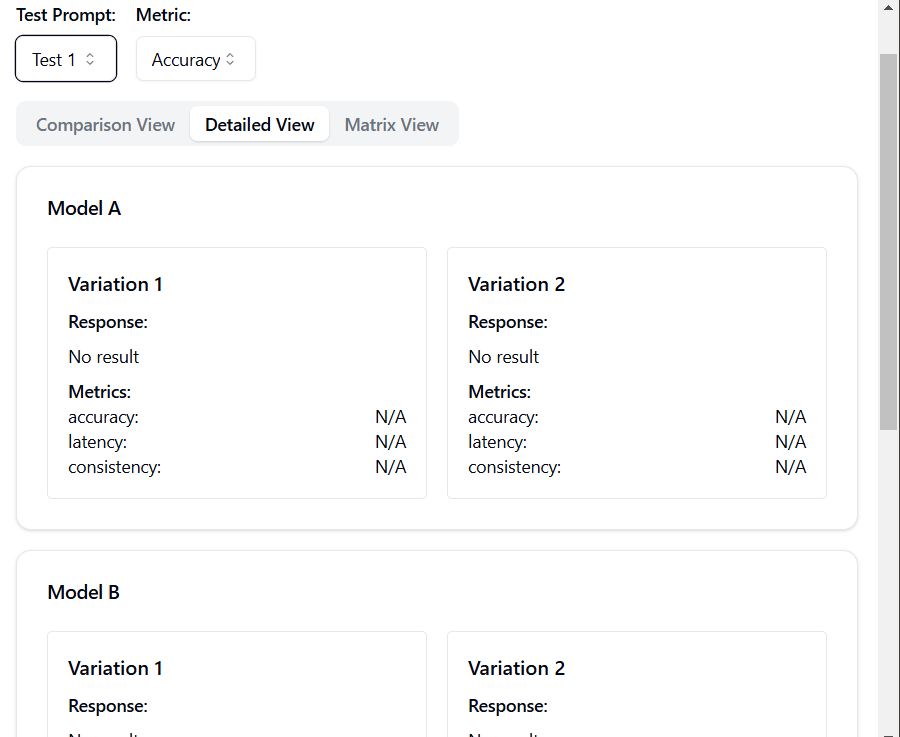 Test Prompt: Metric:
Test 1 Accuracy
Comparison View Detailed View Matrix View
Model A
Variation 1
Response:
No result
Metrics:
accuracy: N/A
latency: N/A
consistency: N/A
Variation 2
Response:
No result
Metrics:
accuracy: N/A
latency: N/A
consistency: N/A
Model B
Variation 1
Response:
Variation 2
Response: